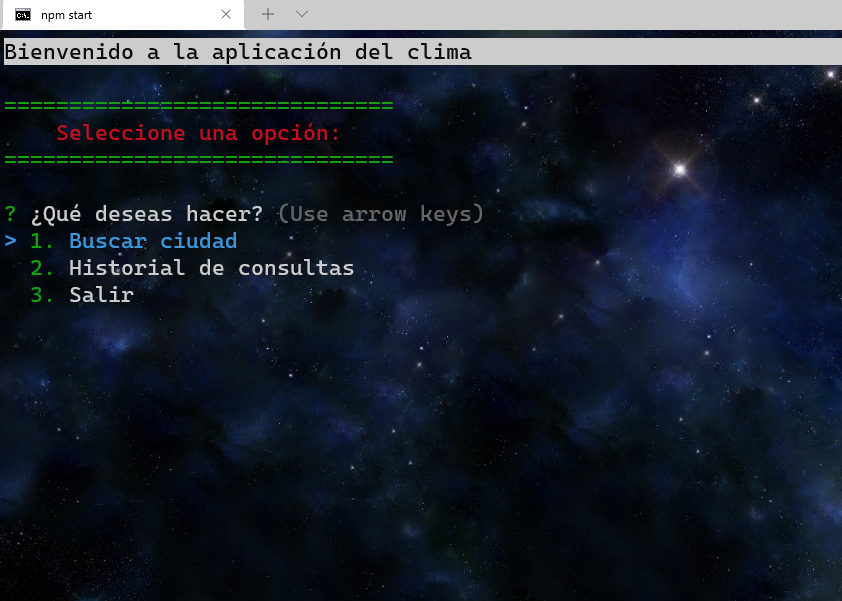 npm start
Bienvenido a la aplicación del clima
==============================
Seleccione una opción:
==============================
? ¿Qué deseas hacer? (Use arrow keys)
> 1. Buscar ciudad
2. Historial de consultas
3. Salir